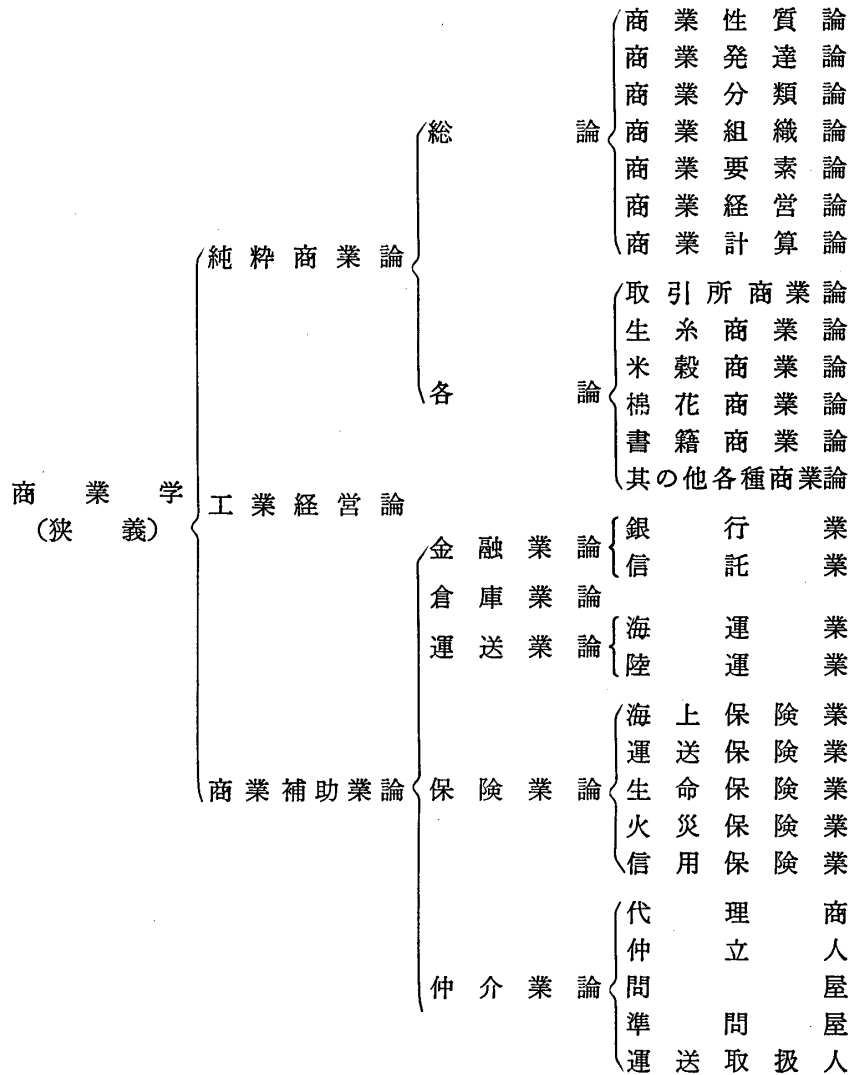 商業学
(狭義)
純粋商業論
総論
商業性質論
商業発達論
商業分類論
商業組織論
商業要素論
商業経営論
商業計算論
各論
取引所商業論
生糸商業論
米穀商業論
棉花商業論
書籍商業論
其の他各種商業論
工業経営論
商業補助業論
金融業論
銀行業
信託業
倉庫業論
運送業論
海運業
陸運業
保険業論
海上保険業
運送保険業
生命保険業
火災保険業
信用保険業
仲介業論
代理商
仲立人
問屋
準問屋
運送取扱人